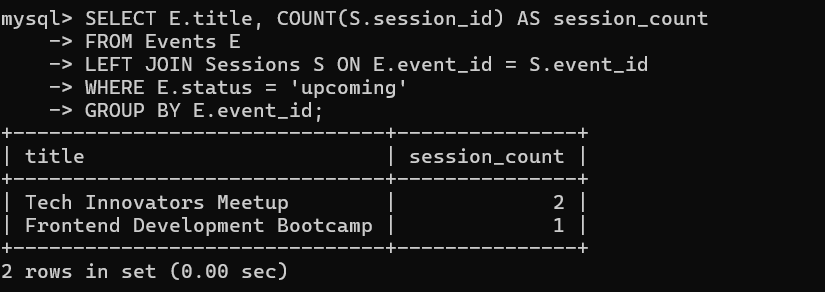 mysql> SELECT E.title, COUNT(S.session_id) AS session_count
    -> FROM Events E
    -> LEFT JOIN Sessions S ON E.event_id = S.event_id
    -> WHERE E.status = 'upcoming'
    -> GROUP BY E.event_id;
+-------------------------------+---------------+
| title                         | session_count |
+-------------------------------+---------------+
| Tech Innovators Meetup        |             2 |
| Frontend Development Bootcamp |             1 |
+-------------------------------+---------------+
2 rows in set (0.00 sec)